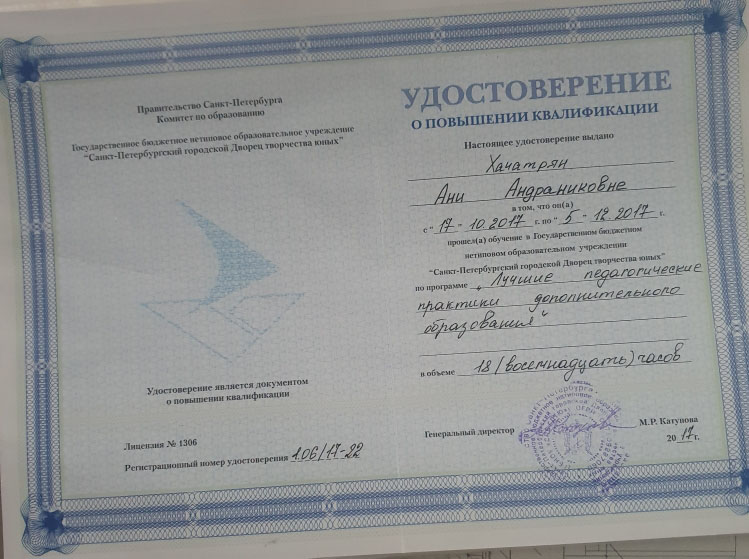 Правительство Санкт-Петербурга
Комитет по образованию
Государственное бюджетное нетиповое образовательное учреждение
"Санкт-Петербургский городской Дворец творчества юных"
Удостоверение является документом
о повышении квалификации
Лицензия № 1306
Регистрационный номер удостоверения 106/17-22
УДОСТОВЕРЕНИЕ
О ПОВЫШЕНИИ КВАЛИФИКАЦИИ
Настоящее удостоверение выдано
Хачатрян
Ани Андраниковне
в том, что он(а)
с "17 - 10.2017 г. по "5 - 12.2017 г.
прошел(а) обучение в Государственном бюджетном
нетиповом образовательном учреждении
"Санкт-Петербургский городской Дворец творчества юных"
по программе „Лучшие педагогические
практики дополнительного
образования"
в объеме 18 (восемнадцать) часов
Генеральный директор М.Р. Катунова
20 17 г.